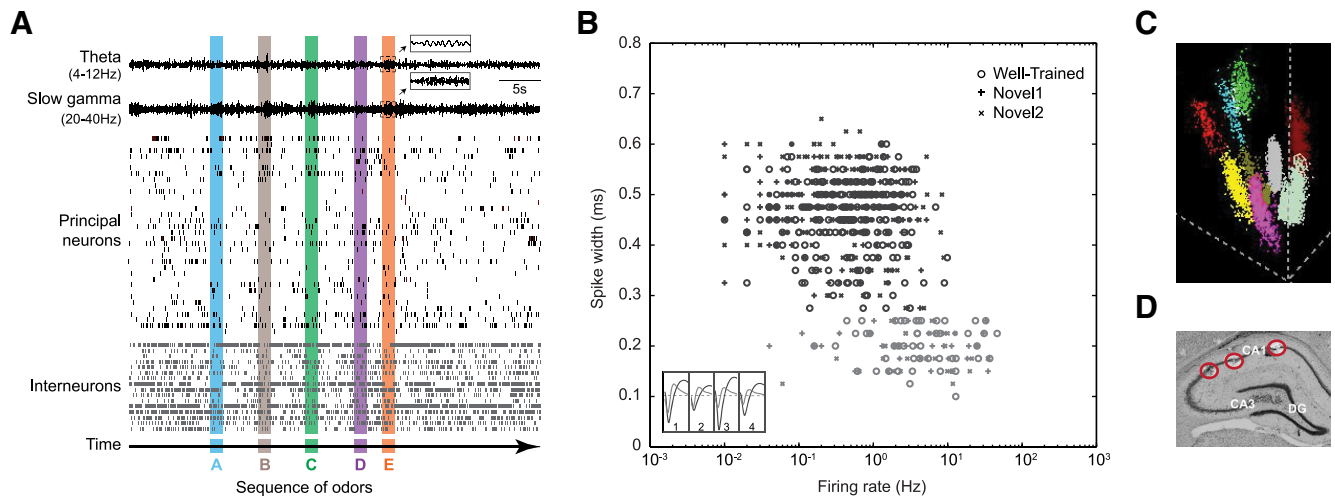 A
Theta
(4-12Hz)
Slow gamma
(20-40Hz)
5s
Principal
neurons
Interneurons
Time
A B C D E
Sequence of odors
B
0.8
0.7
0.6
0.5
0.4
0.3
0.2
0.1
0
Spike width (ms)
Well-Trained
Novel1
Novel2
1 2 3 4
10-3 10-2 10-1 100 101 102 103
Firing rate (Hz)
C
D
CA1
CA3
DG